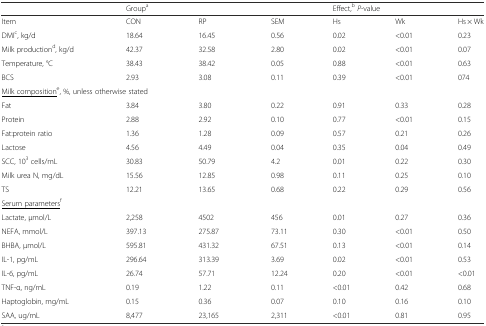 Groupᵃ Effect,ᵇ P-value
Item CON RP SEM Hs Wk Hs × Wk
DMIᶜ, kg/d 18.64 16.45 0.56 0.02 <0.01 0.23
Milk productionᵈ, kg/d 42.37 32.58 2.80 0.02 <0.01 0.07
Temperature, °C 38.43 38.42 0.05 0.88 <0.01 0.63
BCS 2.93 3.08 0.11 0.39 <0.01 074
Milk compositionᵉ, %, unless otherwise stated
Fat 3.84 3.80 0.22 0.91 0.33 0.28
Protein 2.88 2.92 0.10 0.77 <0.01 0.15
Fat:protein ratio 1.36 1.28 0.09 0.57 0.21 0.26
Lactose 4.56 4.49 0.04 0.35 0.04 0.49
SCC, 10³ cells/mL 30.83 50.79 4.2 0.01 0.22 0.30
Milk urea N, mg/dL 15.56 12.85 0.98 0.11 0.25 0.10
TS 12.21 13.65 0.68 0.22 0.29 0.56
Serum parametersᶠ
Lactate, μmol/L 2,258 4502 456 0.01 0.27 0.36
NEFA, mmol/L 397.13 275.87 73.11 0.30 <0.01 0.50
BHBA, μmol/L 595.81 431.32 67.51 0.13 <0.01 0.14
IL-1, pg/mL 296.64 313.39 3.69 0.02 <0.01 0.53
IL-6, pg/mL 26.74 57.71 12.24 0.20 <0.01 <0.01
TNF-α, ng/mL 0.19 1.22 0.11 <0.01 0.42 0.68
Haptoglobin, mg/mL 0.15 0.36 0.07 0.10 0.16 0.10
SAA, ug/mL 8,477 23,165 2,311 <0.01 0.81 0.95